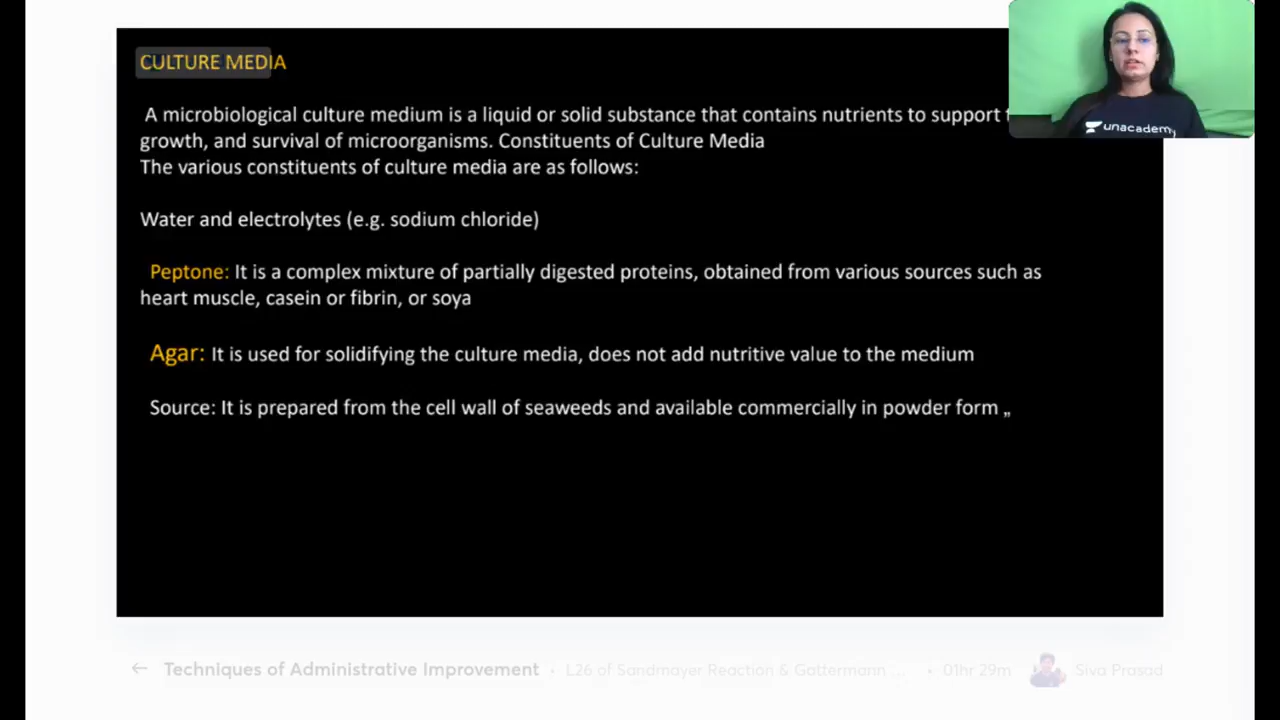 CULTURE MEDIA
A microbiological culture medium is a liquid or solid substance that contains nutrients to support
growth, and survival of microorganisms. Constituents of Culture Media
The various constituents of culture media are as follows:
Water and electrolytes (e.g. sodium chloride)
Peptone: It is a complex mixture of partially digested proteins, obtained from various sources such as
heart muscle, casein or fibrin, or soya
Agar: It is used for solidifying the culture media, does not add nutritive value to the medium
Source: It is prepared from the cell wall of seaweeds and available commercially in powder form „
unacademy
← Techniques of Administrative Improvement • L26 of Sandmayer Reaction & Gattermann ... • 01hr 29m Siva Prasad